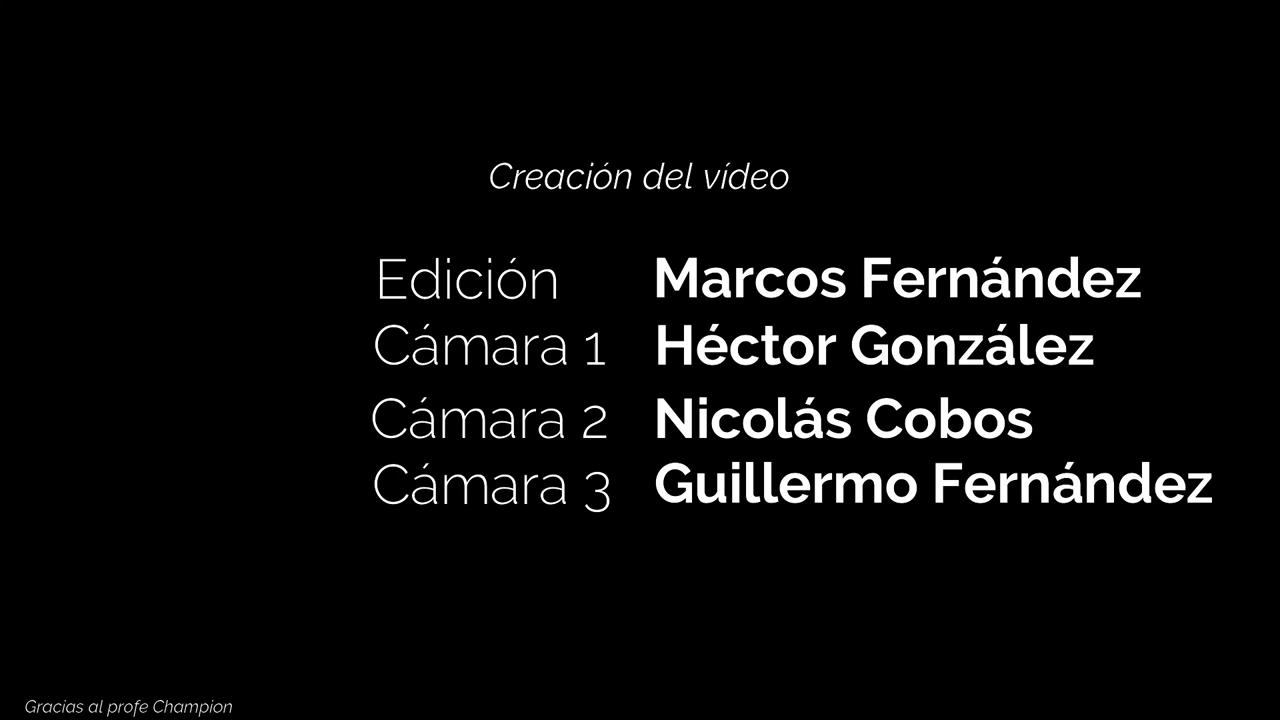 Creación del vídeo
Edición Marcos Fernández
Cámara 1 Héctor González
Cámara 2 Nicolás Cobos
Cámara 3 Guillermo Fernández
Gracias al profe Champion